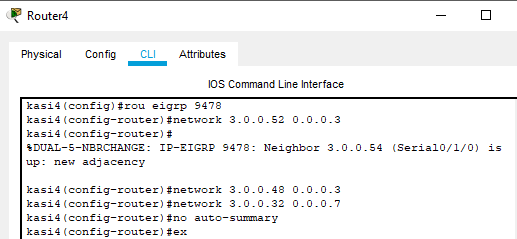 Router4
Physical Config CLI Attributes
IOS Command Line Interface
kasi4(config)#rou eigrp 9478
kasi4(config-router)#network 3.0.0.52 0.0.0.3
kasi4(config-router)#
%DUAL-5-NBRCHANGE: IP-EIGRP 9478: Neighbor 3.0.0.54 (Serial0/1/0) is
up: new adjacency
kasi4(config-router)#network 3.0.0.48 0.0.0.3
kasi4(config-router)#network 3.0.0.32 0.0.0.7
kasi4(config-router)#no auto-summary
kasi4(config-router)#ex